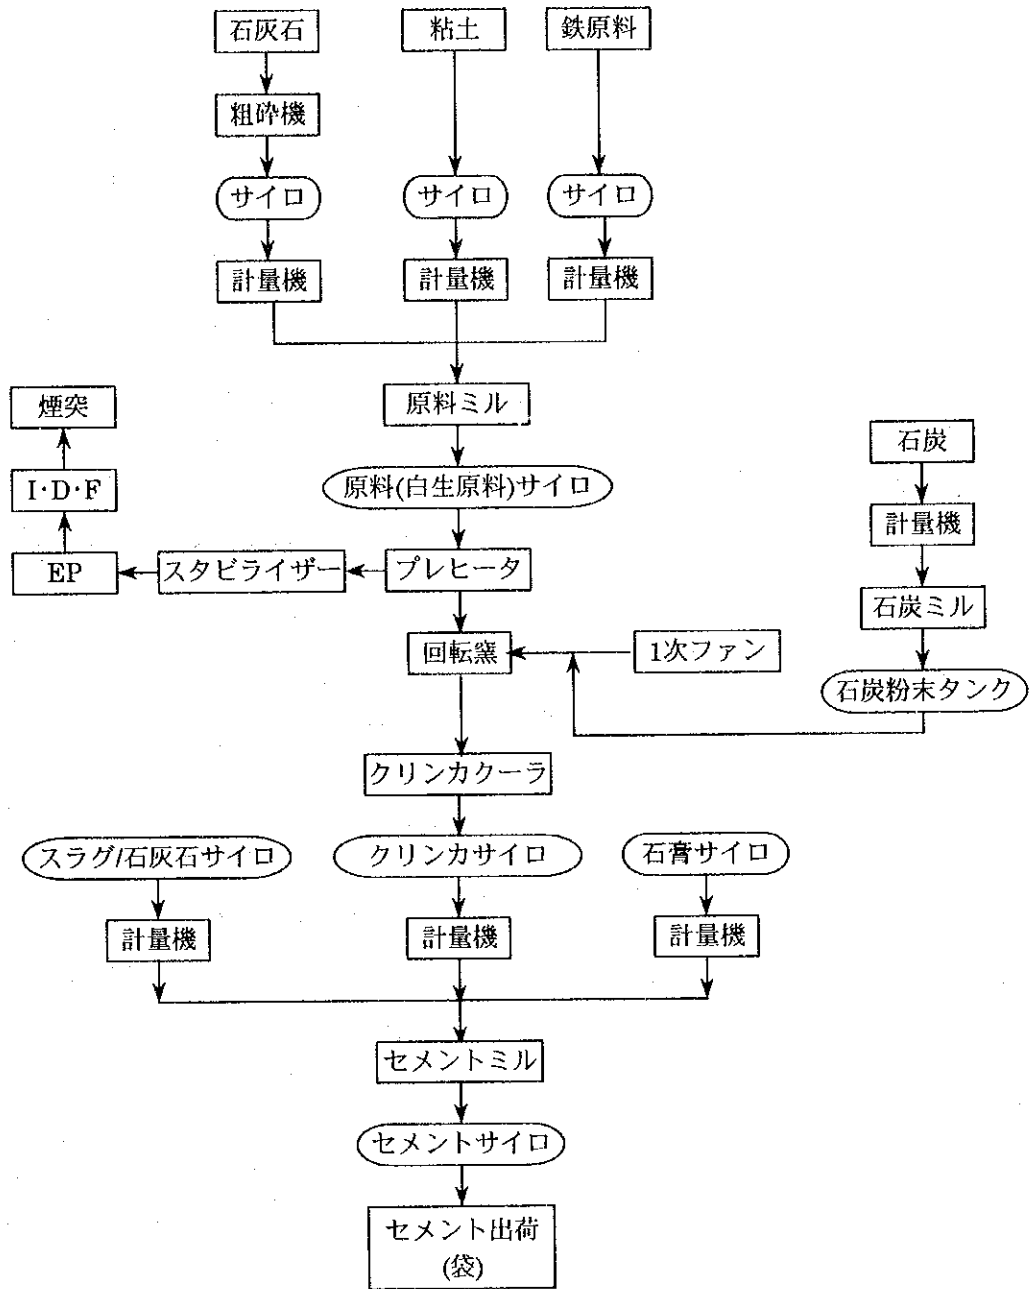 石灰石
粘土
鉄原料
粗砕機
サイロ
サイロ
サイロ
計量機
計量機
計量機
原料ミル
煙突
石炭
I·D·F
原料(白生原料)サイロ
計量機
EP
スタビライザー
プレヒータ
石炭ミル
回転窯
1次ファン
石炭粉末タンク
クリンカクーラ
スラグ/石灰石サイロ
クリンカサイロ
石膏サイロ
計量機
計量機
計量機
セメントミル
セメントサイロ
セメント出荷
(袋)